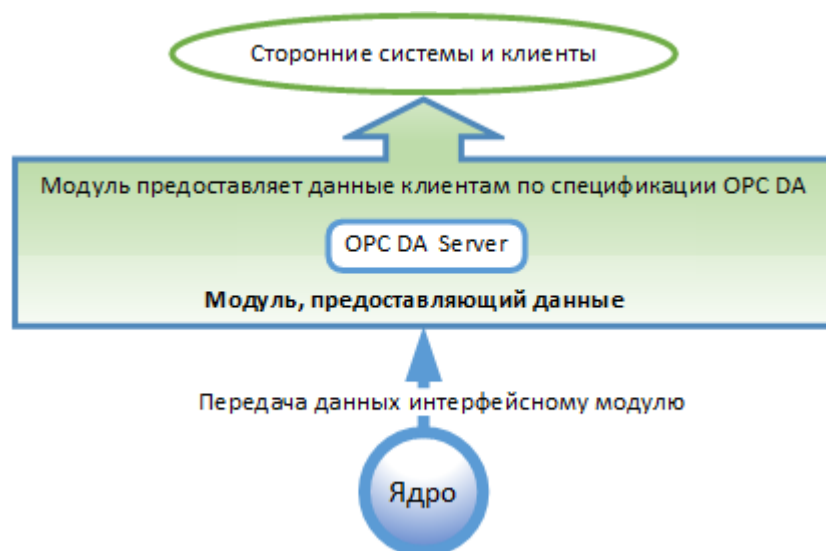 Сторонние системы и клиенты
Модуль предоставляет данные клиентам по спецификации OPC DA
OPC DA Server
Модуль, предоставляющий данные
Передача данных интерфейсному модулю
Ядро